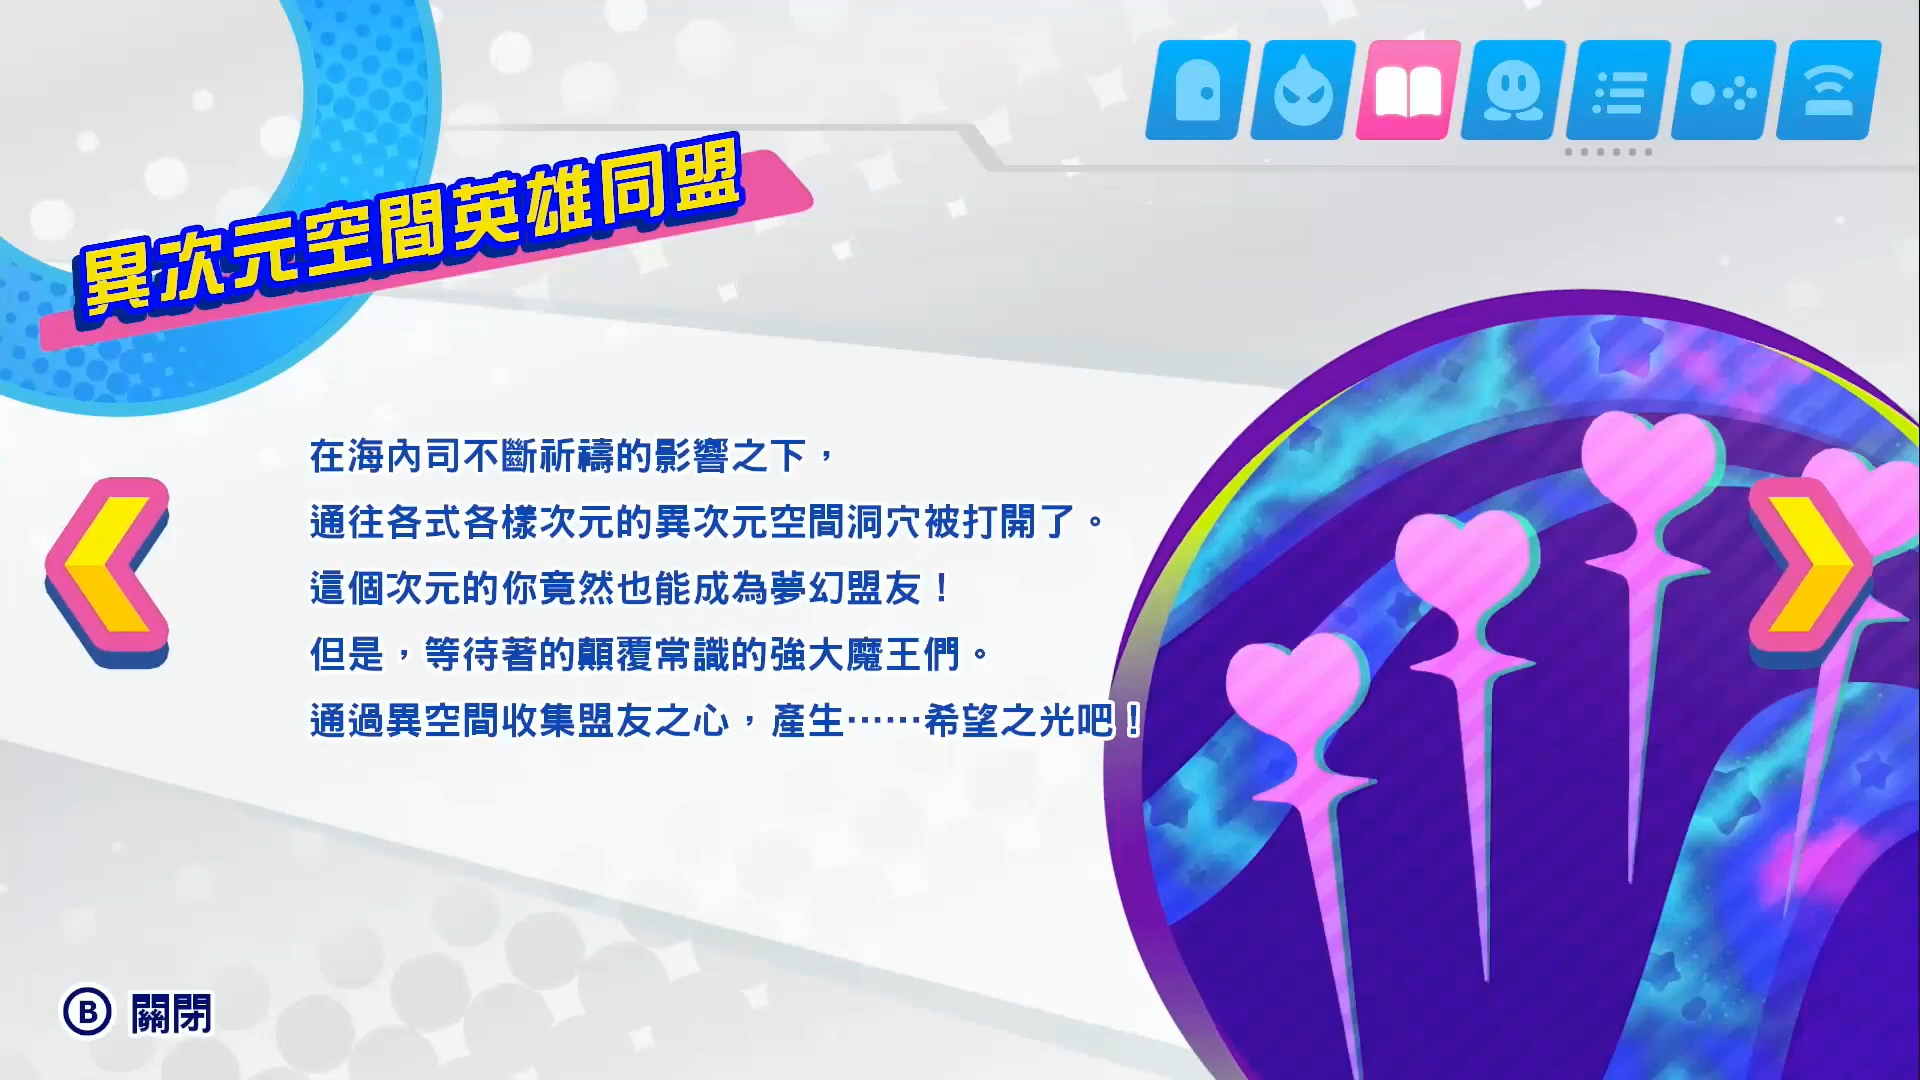 異次元空間英雄同盟
在海內司不斷祈禱的影響之下，
通往各式各樣次元的異次元空間洞穴被打開了。
這個次元的你竟然也能成為夢幻盟友！
但是，等待著的顛覆常識的強大魔王們。
通過異空間收集盟友之心，產生⋯⋯希望之光吧！
B 關閉